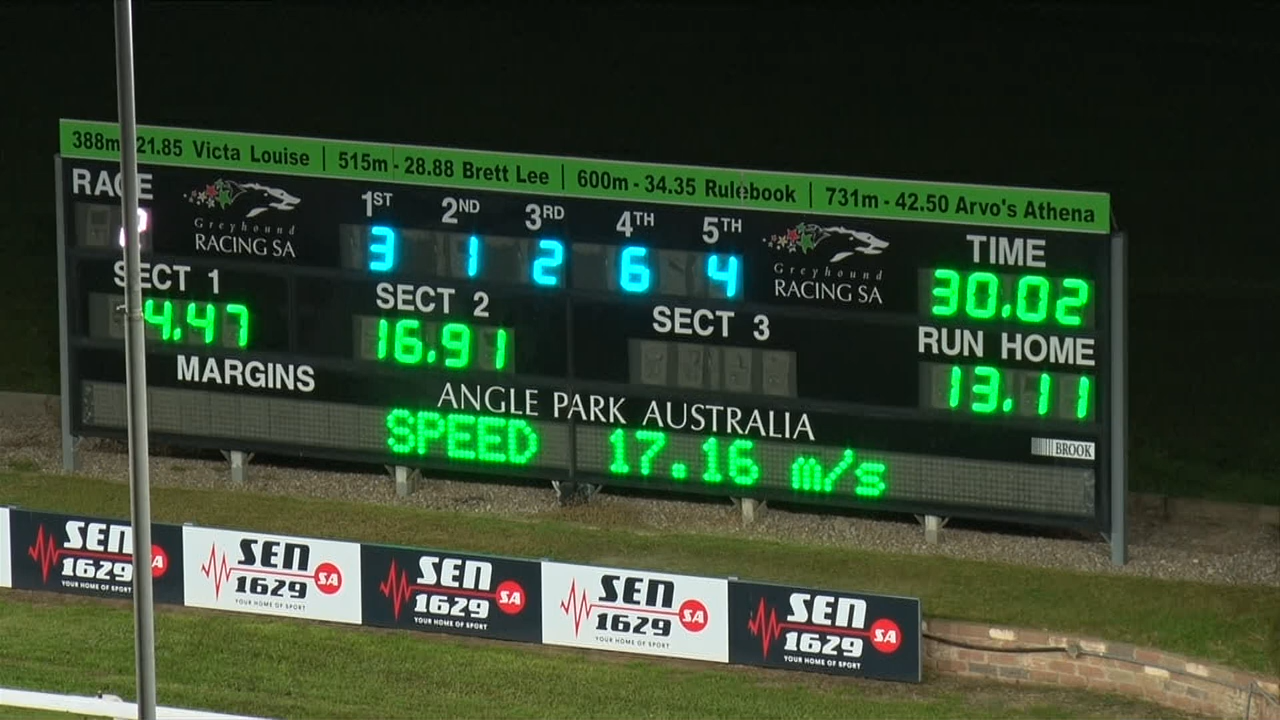 388m 21.85 Victa Louise | 515m - 28.88 Brett Lee | 600m - 34.35 Rulebook | 731m - 42.50 Arvo's Athena
RACE
Greyhound
RACING SA
1ST 2ND 3RD 4TH 5TH
3 1 2 6 4
Greyhound
RACING SA
TIME
30.02
SECT 1
4.47
SECT 2
16.91
SECT 3
RUN HOME
13.11
MARGINS
ANGLE PARK AUSTRALIA
BROOK
SPEED 17.16 m/s
SEN
1629 SA
YOUR HOME OF SPORT
SEN
1629 SA
YOUR HOME OF SPORT
SEN
1629 SA
YOUR HOME OF SPORT
SEN
1629 SA
YOUR HOME OF SPORT
SEN
1629 SA
YOUR HOME OF SPORT